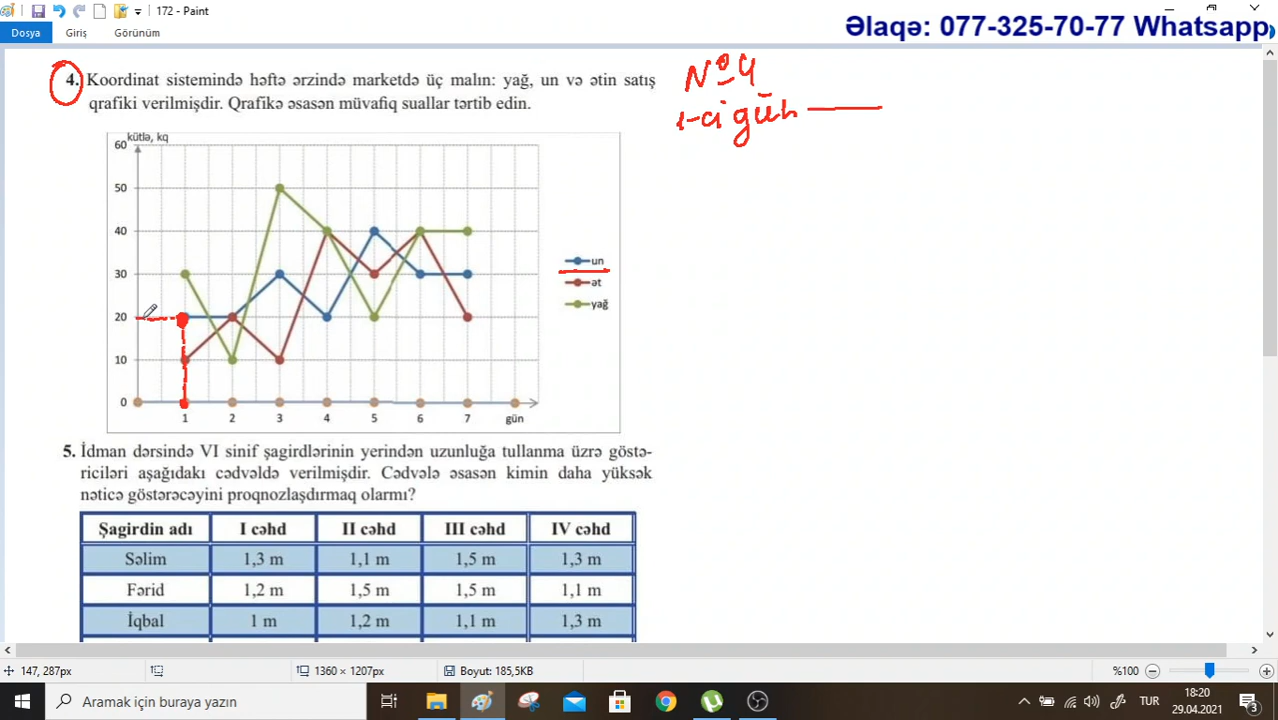 172 - Paint
Əlaqə: 077-325-70-77 Whatsapp
Dosya Giriş Görünüm
4. Koordinat sistemində həftə ərzində marketdə üç malın: yağ, un və ətin satış
qrafiki verilmişdir. Qrafikə əsasən müvafiq suallar tərtib edin.
№4
1-ci gün
kütlə, kq
60
50
40
30
20
10
0
1 2 3 4 5 6 7 gün
un
ət
yağ
5. İdman dərsində VI sinif şagirdlərinin yerindən uzunluğa tullanma üzrə göstə-
riciləri aşağıdakı cədvəldə verilmişdir. Cədvələ əsasən kimin daha yüksək
nəticə göstərəcəyini proqnozlaşdırmaq olarmı?
Şagirdin adı I cəhd II cəhd III cəhd IV cəhd
Səlim 1,3 m 1,1 m 1,5 m 1,3 m
Fərid 1,2 m 1,5 m 1,5 m 1,1 m
İqbal 1 m 1,2 m 1,1 m 1,3 m
147, 287px 1360 × 1207px Boyut: 185,5KB %100
Aramak için buraya yazın TUR 18:20
29.04.2021 3